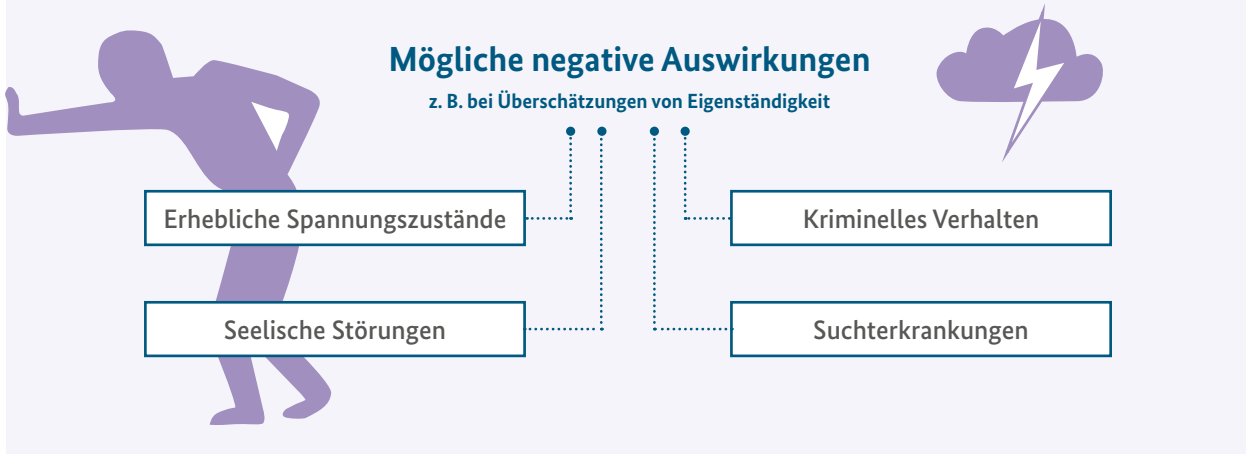 Mögliche negative Auswirkungen
z. B. bei Überschätzungen von Eigenständigkeit
Erhebliche Spannungszustände
Kriminelles Verhalten
Seelische Störungen
Suchterkrankungen